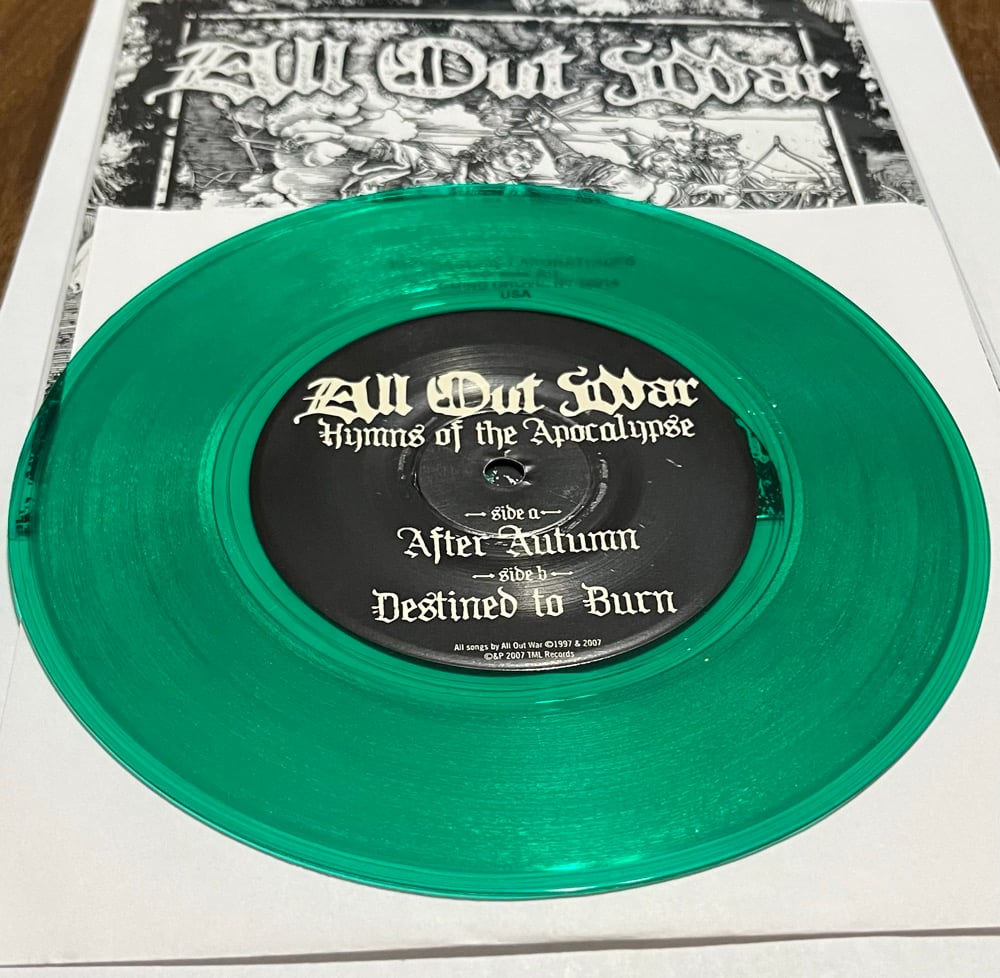 All Out War
USA
All Out War
Hymns of the Apocalypse
side a
After Autumn
side b
Destined to Burn
All songs by All Out War ©1997 & 2007
©&P 2007 TML Records